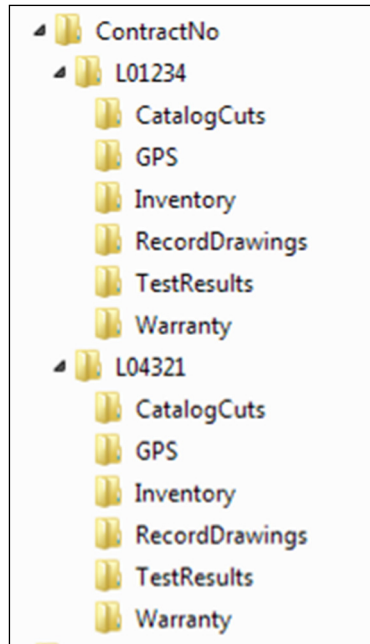 ContractNo
L01234
CatalogCuts
GPS
Inventory
RecordDrawings
TestResults
Warranty
L04321
CatalogCuts
GPS
Inventory
RecordDrawings
TestResults
Warranty